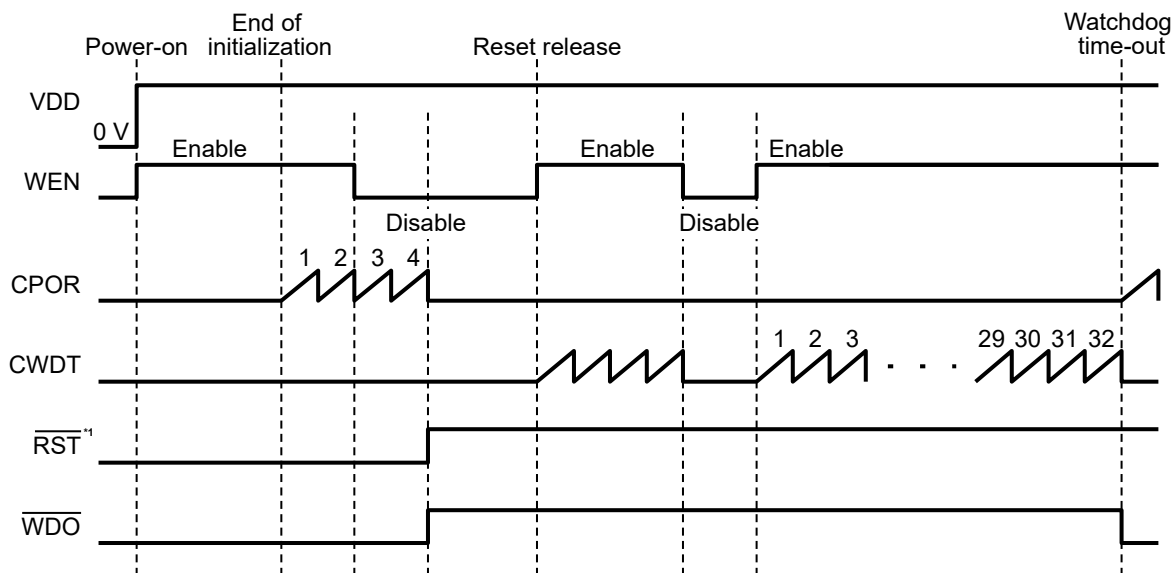 End of
initialization
Watchdog
time-out
Power-on
Reset release
VDD
0 V
Enable
Enable
Enable
WEN
Disable
Disable
1 2 3 4
CPOR
1 2 3 29 30 31 32
CWDT
. . . .
RST *1
WDO